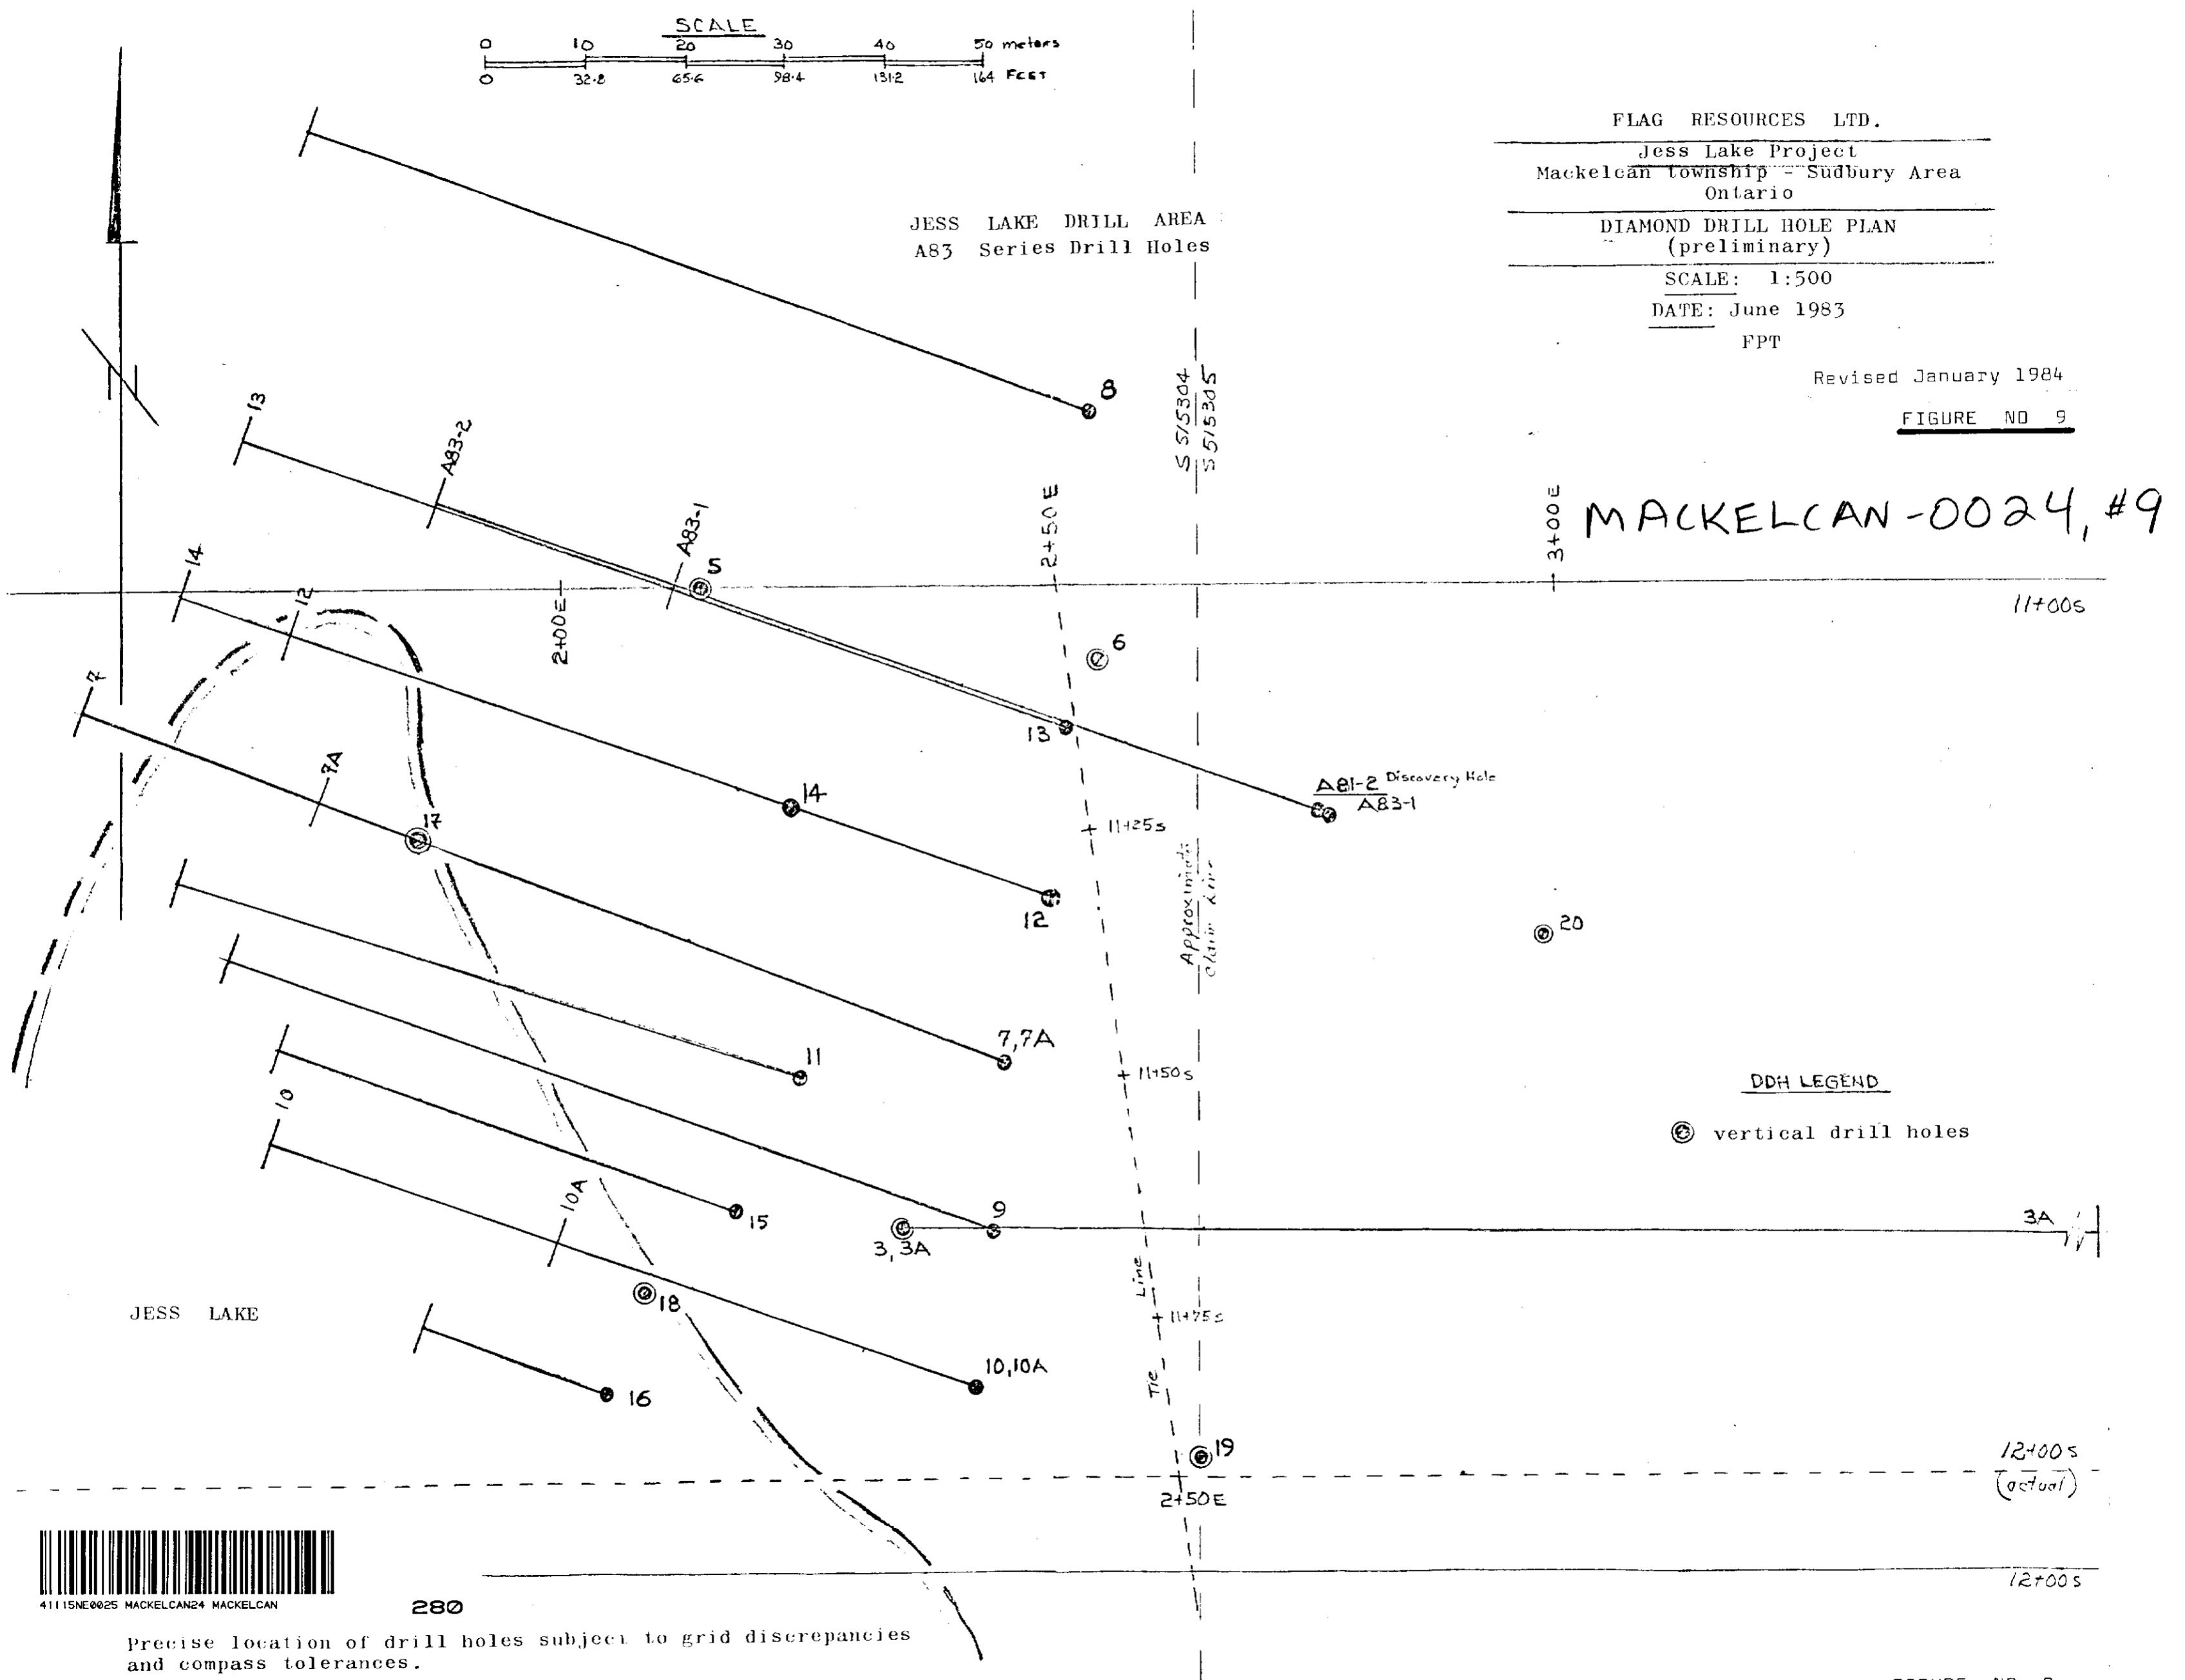 SCALE
0 10 20 30 40 50 meters
0 32.8 65.6 98.4 131.2 164 FEET
FLAG RESOURCES LTD.
Jess Lake Project
Mackelcan township - Sudbury Area
Ontario
DIAMOND DRILL HOLE PLAN
(preliminary)
SCALE: 1:500
DATE: June 1983
FPT
Revised January 1984
FIGURE NO 9
MACKELCAN-0024, #9
JESS LAKE DRILL AREA
A83 Series Drill Holes
8
S 515304
S 515305
13
A83-2
A83-1
5
2+50E
3+00E
14
12
2+00E
11+00s
6
7
7A
13
A81-2 Discovery Hole
A83-1
14
17
11+25s
12
Approximate
claim Line
20
7,7A
11
11+50s
DDH LEGEND
vertical drill holes
10
10A
15
9
3,3A
3A
Tie Line
18
JESS LAKE
11+75s
10,10A
16
19
12+00s
(actual)
2+50E
12+00s
41I15NE0025 MACKELCAN24 MACKELCAN
280
Precise location of drill holes subject to grid discrepancies
and compass tolerances.